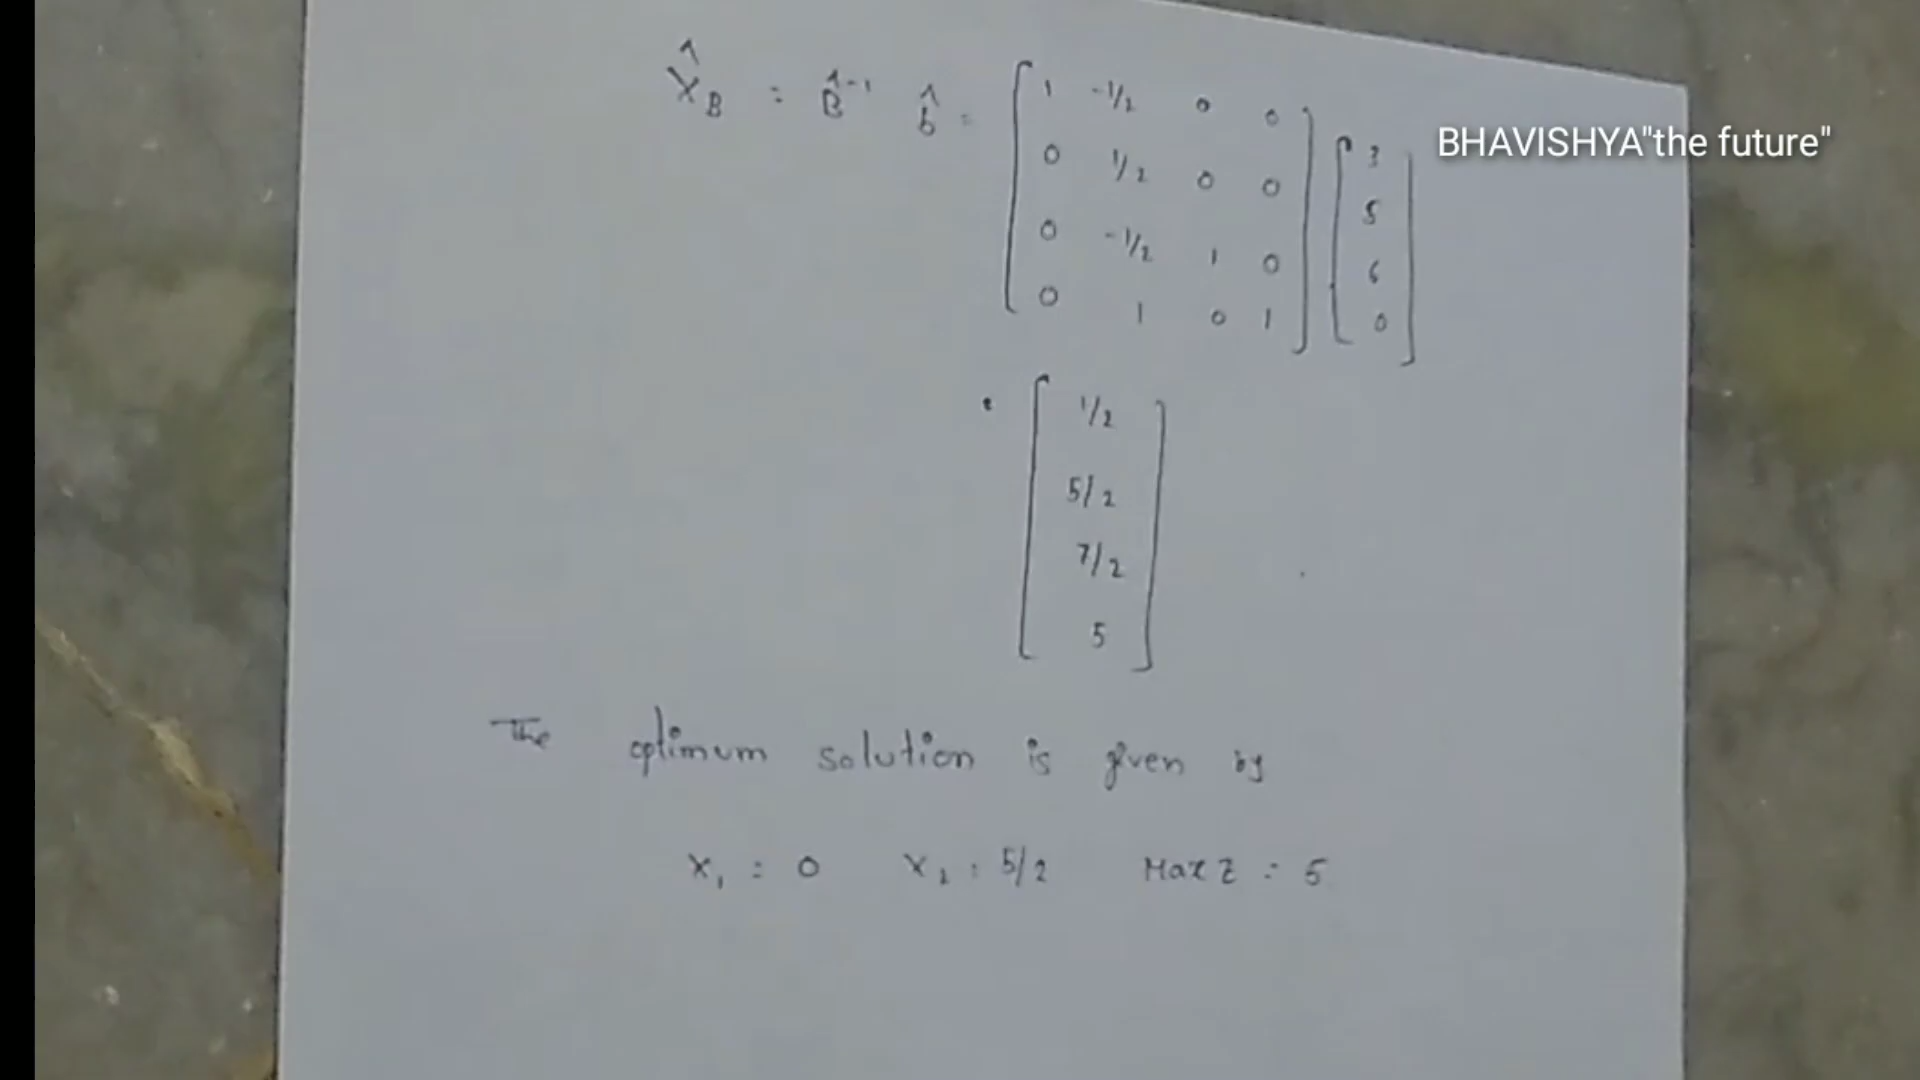 X̂_B = B̂⁻¹ b̂ = [ 1 -1/2 0 0 ] [ 3 ]
[ 0 1/2 0 0 ] [ 5 ]
[ 0 -1/2 1 0 ] [ 6 ]
[ 0 1 0 1 ] [ 0 ]
BHAVISHYA"the future"
= [ 1/2 ]
[ 5/2 ]
[ 7/2 ]
[ 5 ]
The optimum solution is given by
X₁ = 0 X₂ = 5/2 Max Z = 5